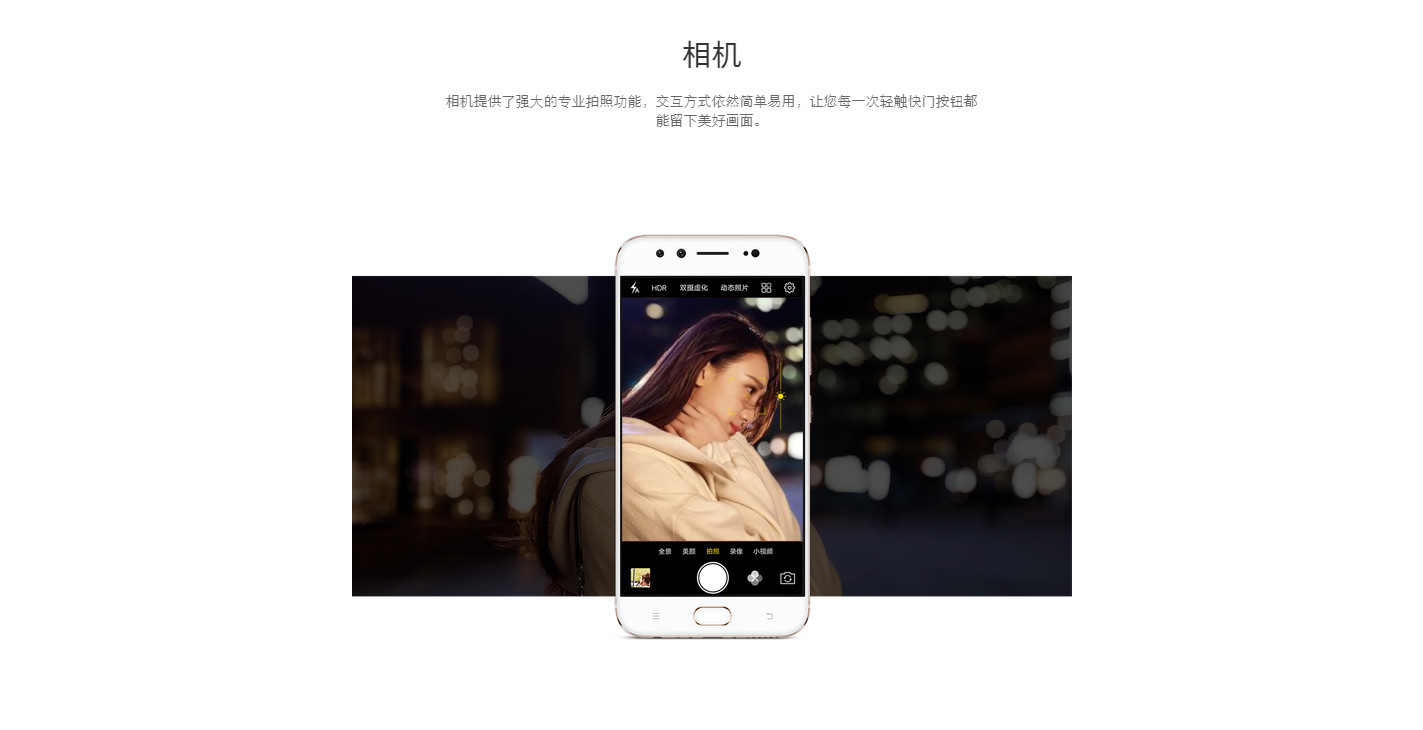 相机
相机提供了强大的专业拍照功能，交互方式依然简单易用，让您每一次轻触快门按钮都
能留下美好画面。
HDR 双摄虚化 动态照片
全景 美颜 拍照 录像 小视频